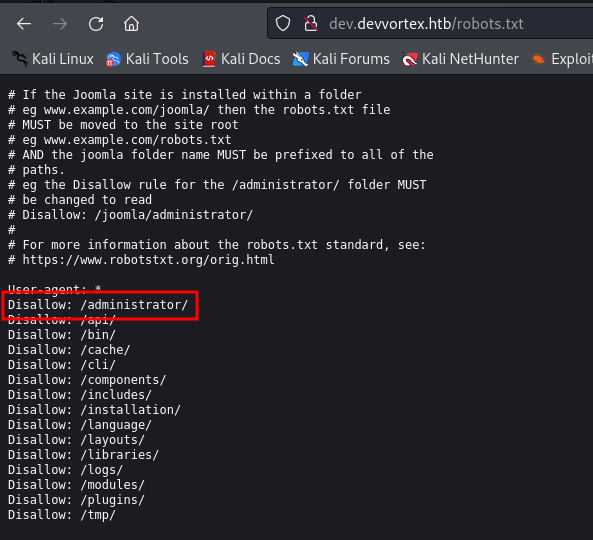 dev.devvortex.htb/robots.txt
Kali Linux Kali Tools Kali Docs Kali Forums Kali NetHunter Exploit
# If the Joomla site is installed within a folder
# eg www.example.com/joomla/ then the robots.txt file
# MUST be moved to the site root
# eg www.example.com/robots.txt
# AND the joomla folder name MUST be prefixed to all of the
# paths.
# eg the Disallow rule for the /administrator/ folder MUST
# be changed to read
# Disallow: /joomla/administrator/
#
# For more information about the robots.txt standard, see:
# https://www.robotstxt.org/orig.html
User-agent: *
Disallow: /administrator/
Disallow: /api/
Disallow: /bin/
Disallow: /cache/
Disallow: /cli/
Disallow: /components/
Disallow: /includes/
Disallow: /installation/
Disallow: /language/
Disallow: /layouts/
Disallow: /libraries/
Disallow: /logs/
Disallow: /modules/
Disallow: /plugins/
Disallow: /tmp/